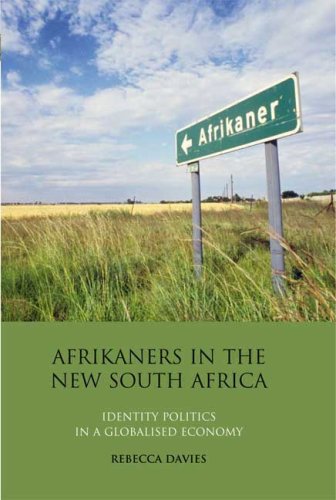 Afrikaner
AFRIKANERS IN THE
NEW SOUTH AFRICA
IDENTITY POLITICS
IN A GLOBALISED ECONOMY
REBECCA DAVIES